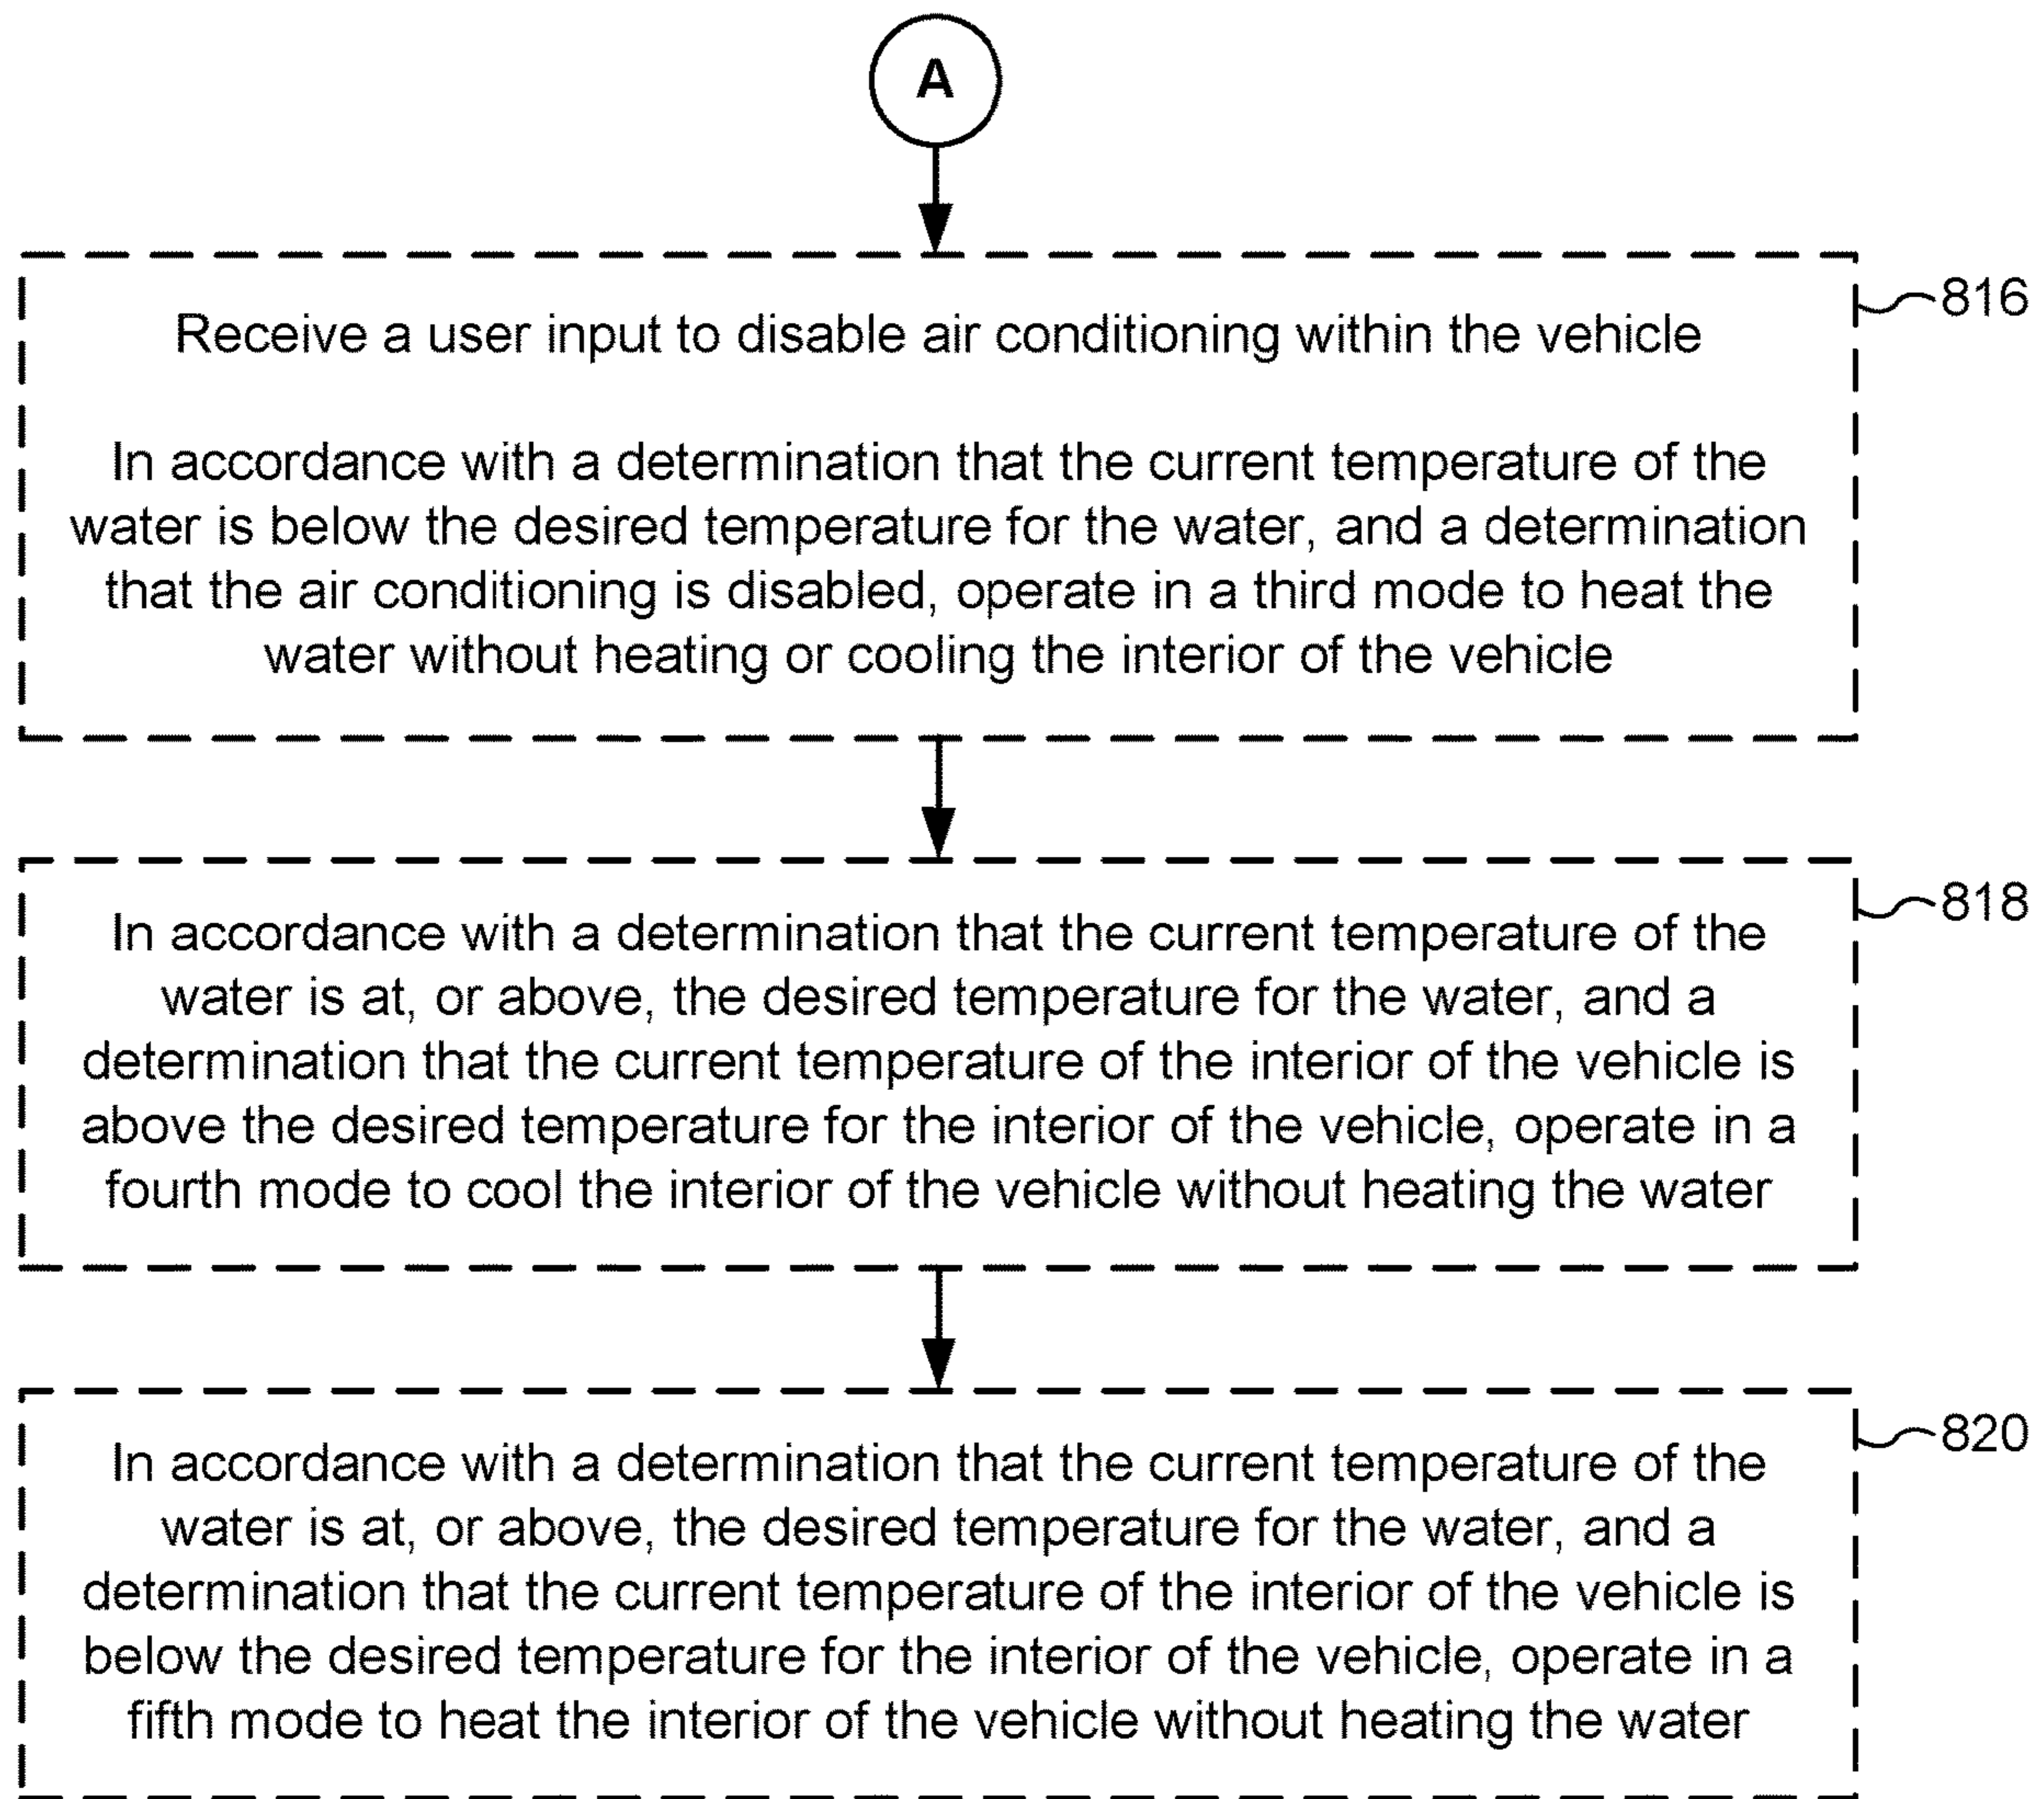 A
Receive a user input to disable air conditioning within the vehicle
816
In accordance with a determination that the current temperature of the
water is below the desired temperature for the water, and a determination
that the air conditioning is disabled, operate in a third mode to heat the
water without heating or cooling the interior of the vehicle
818
In accordance with a determination that the current temperature of the
water is at, or above, the desired temperature for the water, and a
determination that the current temperature of the interior of the vehicle is
above the desired temperature for the interior of the vehicle, operate in a
fourth mode to cool the interior of the vehicle without heating the water
820
In accordance with a determination that the current temperature of the
water is at, or above, the desired temperature for the water, and a
determination that the current temperature of the interior of the vehicle is
below the desired temperature for the interior of the vehicle, operate in a
fifth mode to heat the interior of the vehicle without heating the water